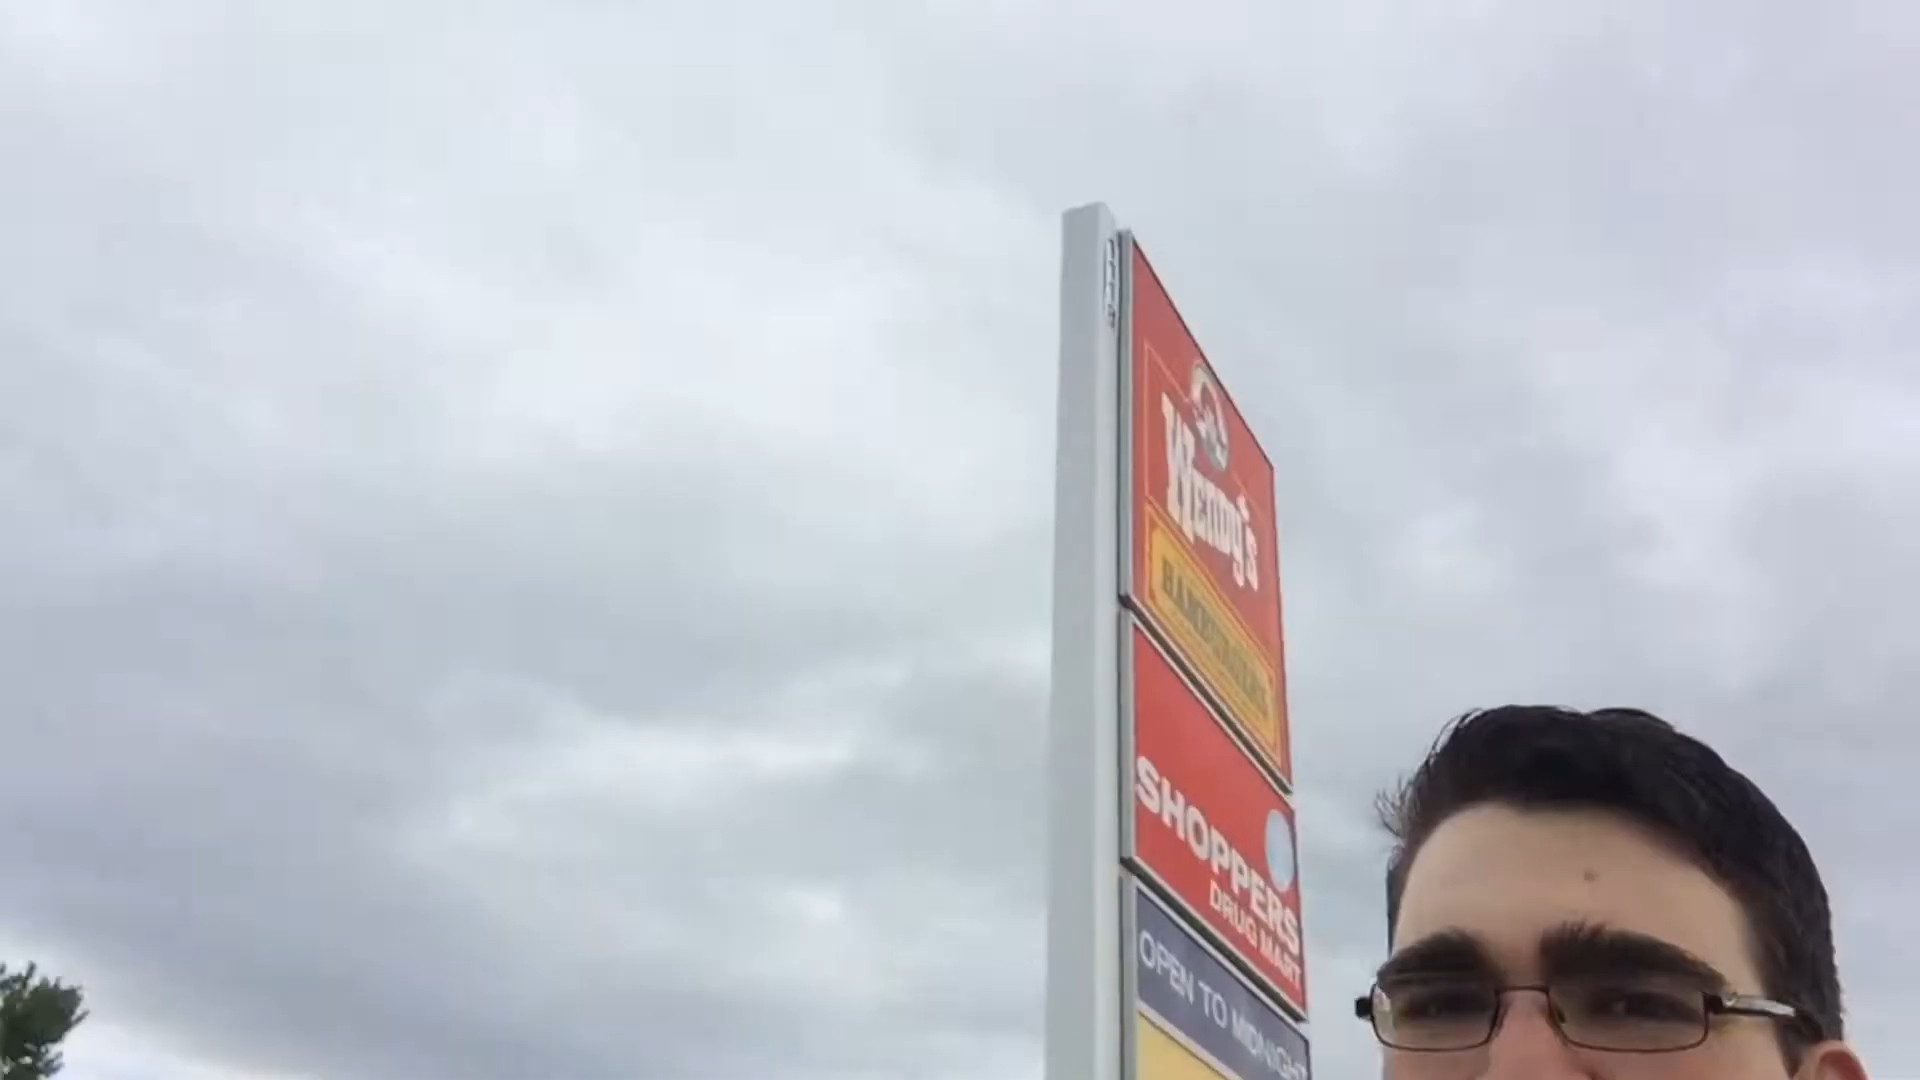 Wendy's
HAMBURGERS
SHOPPERS
DRUG MART
OPEN TO MIDNIGHT